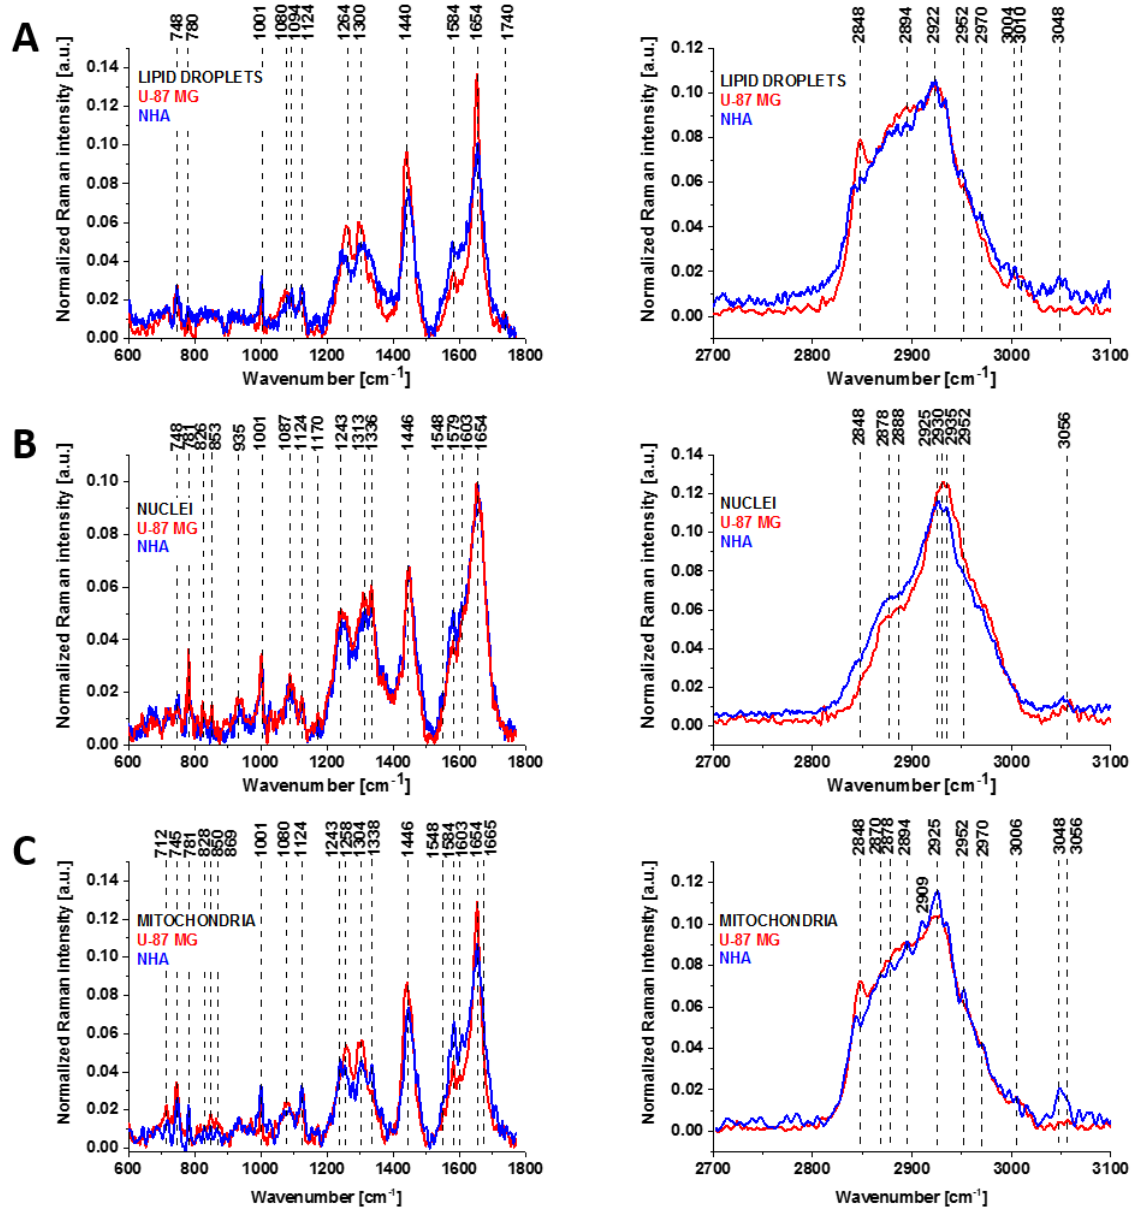 A
748 780 1001 1080 1094 1124 1264 1300 1440 1584 1654 1740
Normalized Raman intensity [a.u.]
0.14
0.12
0.10
0.08
0.06
0.04
0.02
0.00
LIPID DROPLETS
U-87 MG
NHA
600 800 1000 1200 1400 1600 1800
Wavenumber [cm-1]
2848 2894 2922 2952 2970 3004 3010 3048
Normalized Raman intensity [a.u.]
0.12
0.10
0.08
0.06
0.04
0.02
0.00
LIPID DROPLETS
U-87 MG
NHA
2700 2800 2900 3000 3100
Wavenumber [cm-1]
B
748 781 826 853 935 1001 1087 1124 1170 1243 1313 1336 1446 1548 1579 1603 1654
Normalized Raman intensity [a.u.]
0.10
0.08
0.06
0.04
0.02
0.00
NUCLEI
U-87 MG
NHA
600 800 1000 1200 1400 1600 1800
Wavenumber [cm-1]
2848 2878 2888 2925 2930 2935 2952 3056
Normalized Raman intensity [a.u.]
0.14
0.12
0.10
0.08
0.06
0.04
0.02
0.00
NUCLEI
U-87 MG
NHA
2700 2800 2900 3000 3100
Wavenumber [cm-1]
C
712 745 781 828 850 869 1001 1080 1124 1243 1258 1304 1338 1446 1548 1584 1603 1654 1665
Normalized Raman Intensity [a.u.]
0.14
0.12
0.10
0.08
0.06
0.04
0.02
0.00
MITOCHONDRIA
U-87 MG
NHA
600 800 1000 1200 1400 1600 1800
Wavenumber [cm-1]
2848 2870 2878 2894 2909 2925 2952 2970 3006 3048 3056
Normalized Raman Intensity [a.u.]
0.12
0.10
0.08
0.06
0.04
0.02
0.00
MITOCHONDRIA
U-87 MG
NHA
2700 2800 2900 3000 3100
Wavenumber [cm-1]